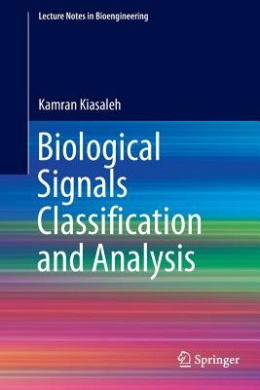 Lecture Notes in Bioengineering
Kamran Kiasaleh
Biological
Signals
Classification
and Analysis
Springer